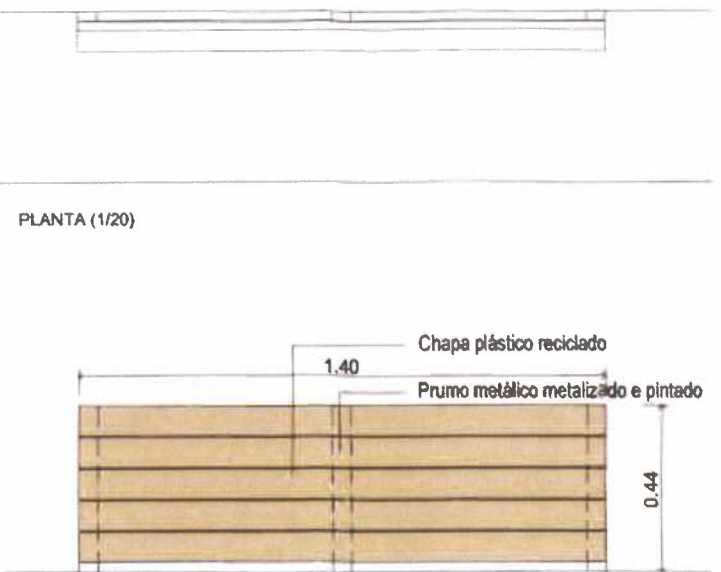 PLANTA (1/20)
Chapa plástico reciclado
1.40
Prumo metálico metalizado e pintado
0.44